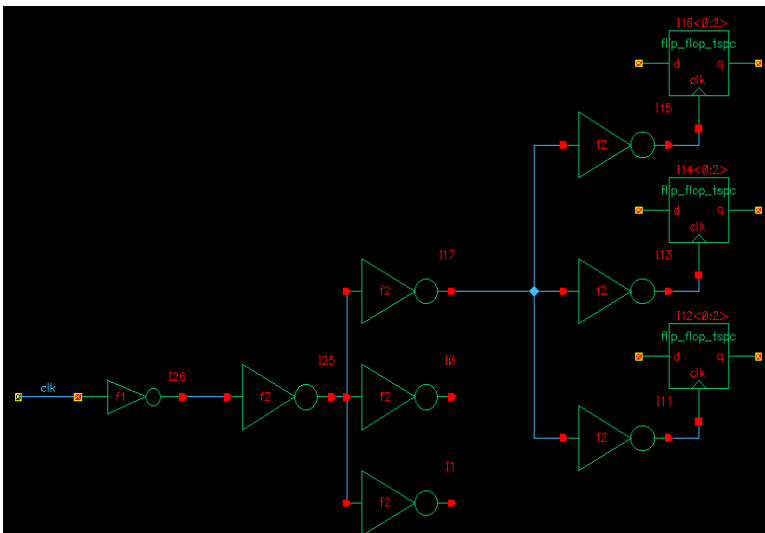 I16<0:2>
flip_flop_tspc
d q
clk
I15
f2
I14<0:2>
flip_flop_tspc
d q
clk
I13
f2
I17
f2
I12<0:2>
flip_flop_tspc
d q
clk
I11
f2
clk
I26
f1
I25
f2
I0
f2
I1
f2